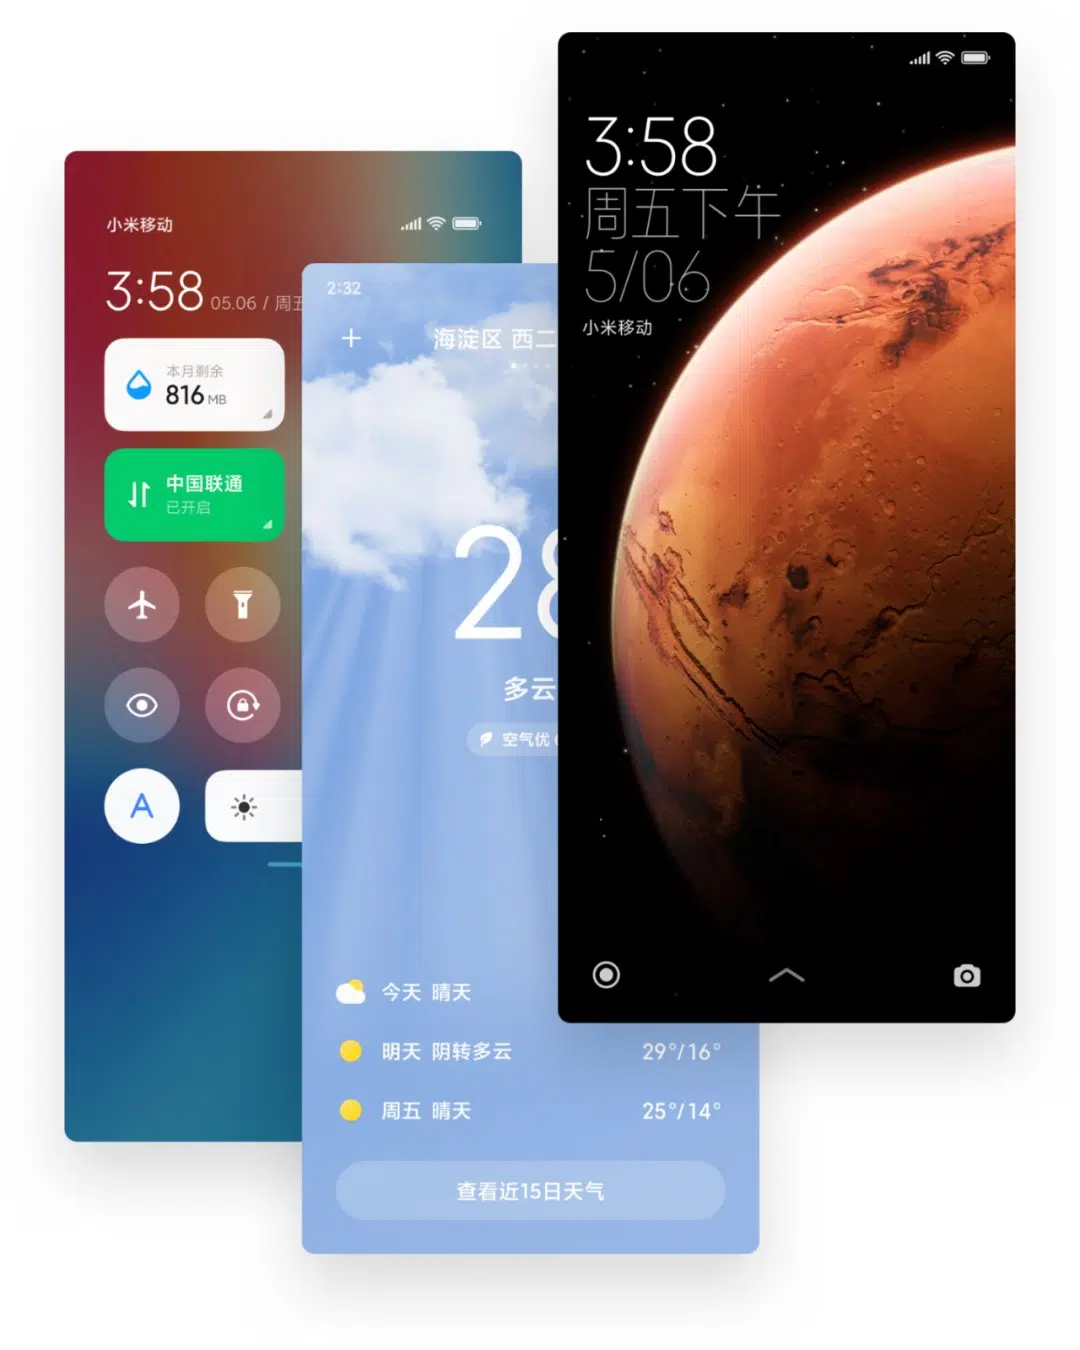 小米移动
3:58 05.06 / 周五
本月剩余
816 MB
中国联通
已开启
A
2:32
海淀区 西二
28
多云
空气优
今天 晴天
明天 阴转多云 29°/16°
周五 晴天 25°/14°
查看近15日天气
3:58
周五下午
5/06
小米移动